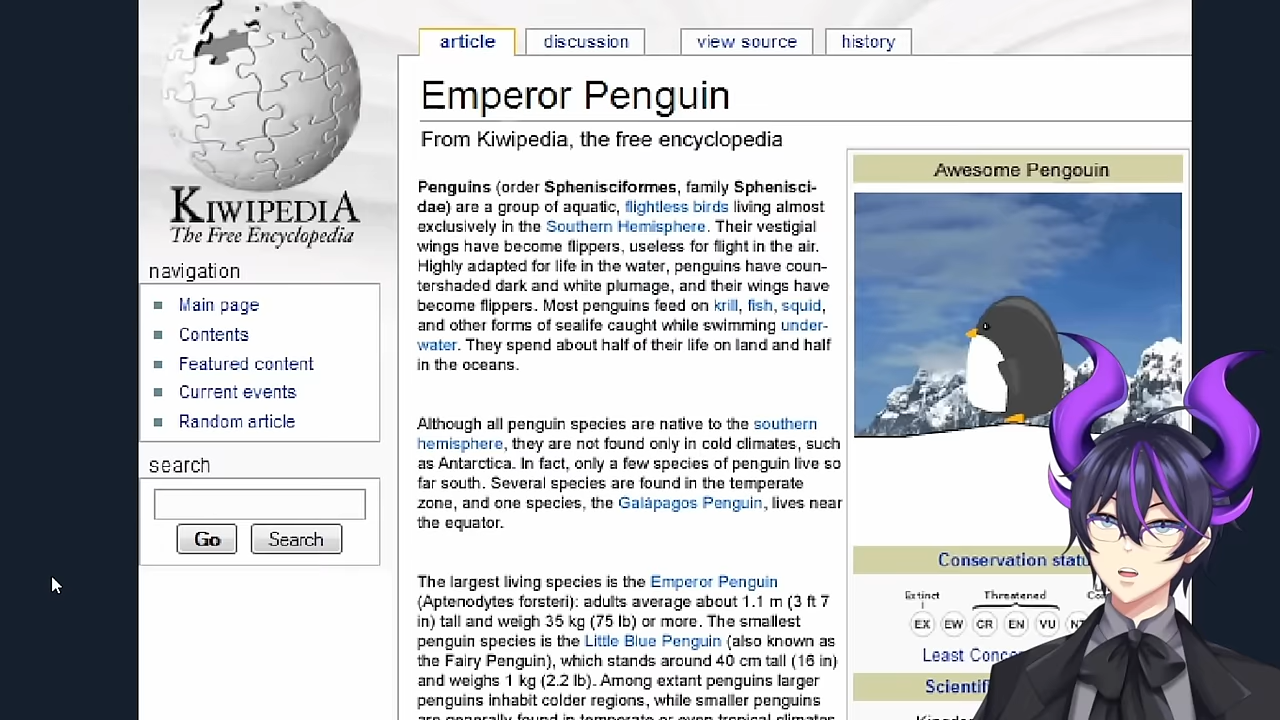 article
discussion
view source
history
Emperor Penguin
From Kiwipedia, the free encyclopedia
KIWIPEDIA
The Free Encyclopedia
navigation
Main page
Contents
Featured content
Current events
Random article
search
Go
Search
Penguins (order Sphenisciformes, family Sphenisci-
dae) are a group of aquatic, flightless birds living almost
exclusively in the Southern Hemisphere. Their vestigial
wings have become flippers, useless for flight in the air.
Highly adapted for life in the water, penguins have coun-
tershaded dark and white plumage, and their wings have
become flippers. Most penguins feed on krill, fish, squid,
and other forms of sealife caught while swimming under-
water. They spend about half of their life on land and half
in the oceans.
Although all penguin species are native to the southern
hemisphere, they are not found only in cold climates, such
as Antarctica. In fact, only a few species of penguin live so
far south. Several species are found in the temperate
zone, and one species, the Galápagos Penguin, lives near
the equator.
The largest living species is the Emperor Penguin
(Aptenodytes forsteri): adults average about 1.1 m (3 ft 7
in) tall and weigh 35 kg (75 lb) or more. The smallest
penguin species is the Little Blue Penguin (also known as
the Fairy Penguin), which stands around 40 cm tall (16 in)
and weighs 1 kg (2.2 lb). Among extant penguins larger
penguins inhabit colder regions, while smaller penguins
are generally found in temperate or even tropical climates
Awesome Pengouin
Conservation statu
Extinct
Threatened
EX EW CR EN VU
Least Conce
Scientif